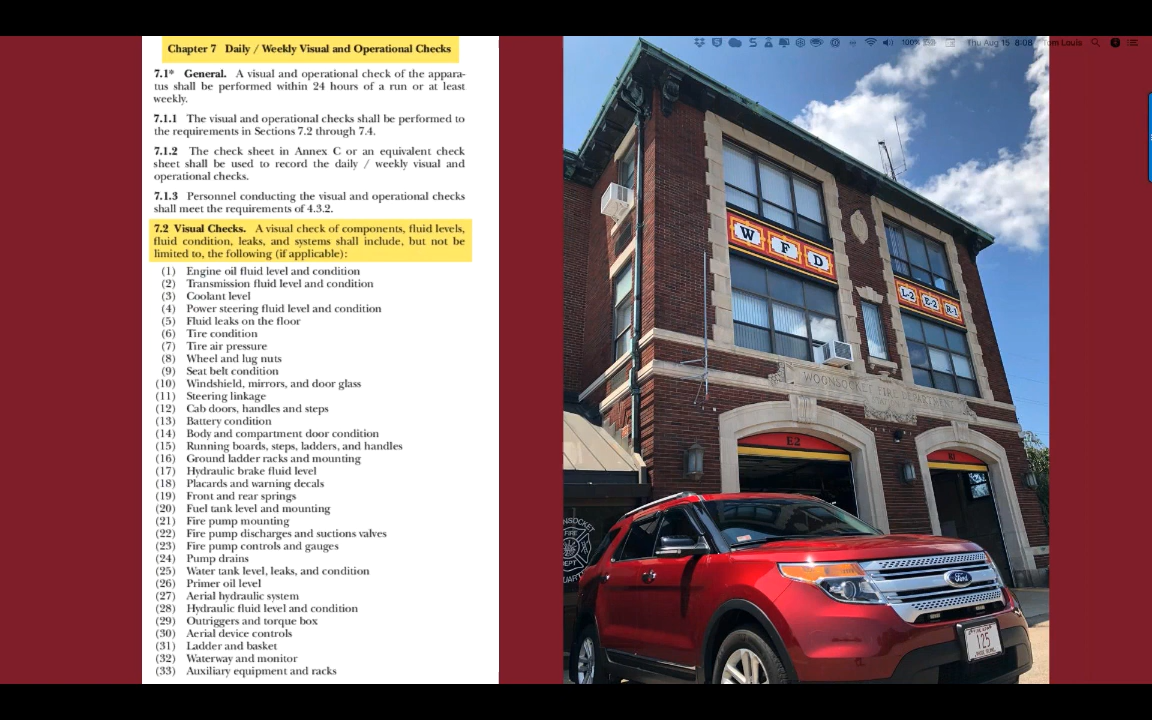 Chapter 7 Daily / Weekly Visual and Operational Checks
7.1* General. A visual and operational check of the appara-
tus shall be performed within 24 hours of a run or at least
weekly.
7.1.1 The visual and operational checks shall be performed to
the requirements in Sections 7.2 through 7.4.
7.1.2 The check sheet in Annex C or an equivalent check
sheet shall be used to record the daily / weekly visual and
operational checks.
7.1.3 Personnel conducting the visual and operational checks
shall meet the requirements of 4.3.2.
7.2 Visual Checks. A visual check of components, fluid levels,
fluid condition, leaks, and systems shall include, but not be
limited to, the following (if applicable):
(1) Engine oil fluid level and condition
(2) Transmission fluid level and condition
(3) Coolant level
(4) Power steering fluid level and condition
(5) Fluid leaks on the floor
(6) Tire condition
(7) Tire air pressure
(8) Wheel and lug nuts
(9) Seat belt condition
(10) Windshield, mirrors, and door glass
(11) Steering linkage
(12) Cab doors, handles and steps
(13) Battery condition
(14) Body and compartment door condition
(15) Running boards, steps, ladders, and handles
(16) Ground ladder racks and mounting
(17) Hydraulic brake fluid level
(18) Placards and warning decals
(19) Front and rear springs
(20) Fuel tank level and mounting
(21) Fire pump mounting
(22) Fire pump discharges and suctions valves
(23) Fire pump controls and gauges
(24) Pump drains
(25) Water tank level, leaks, and condition
(26) Primer oil level
(27) Aerial hydraulic system
(28) Hydraulic fluid level and condition
(29) Outriggers and torque box
(30) Aerial device controls
(31) Ladder and basket
(32) Waterway and monitor
(33) Auxiliary equipment and racks
100% Thu Aug 15 8:08 Tom Louis
W F D
L-2 E-2 R-1
WOONSOCKET FIRE DEPARTMENT
E2
Ford
125
FIRE
DEPT